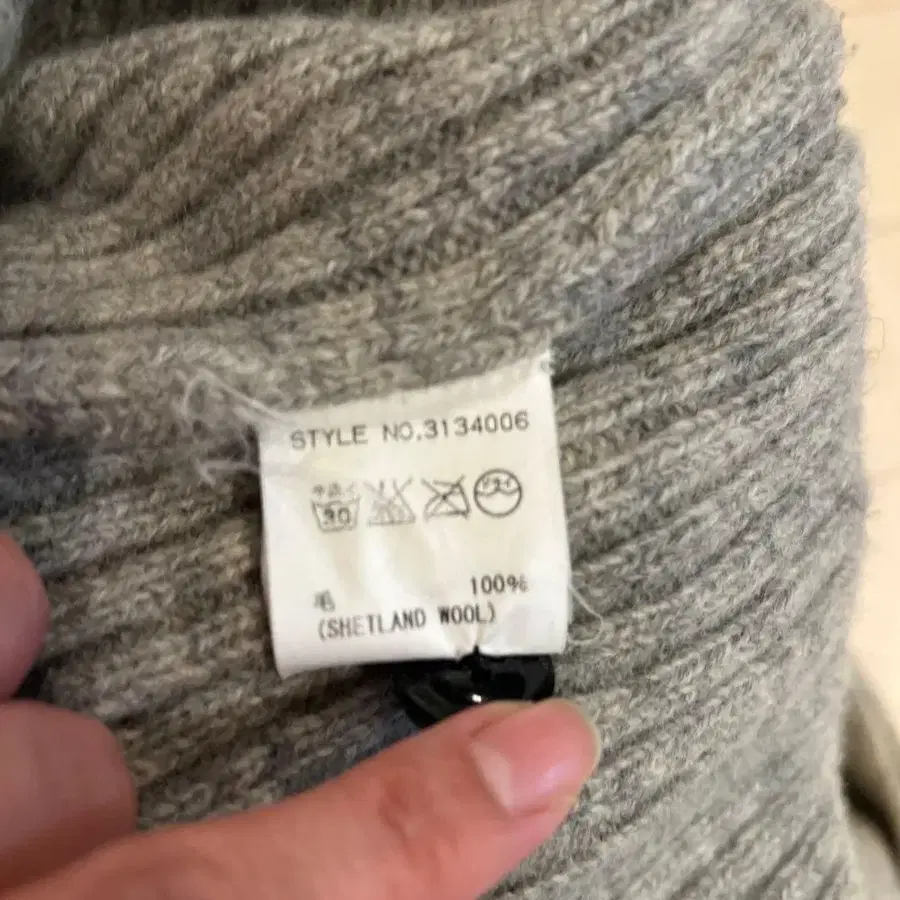 STYLE NO.3134006
手洗イ
30
毛 100%
(SHETLAND WOOL)